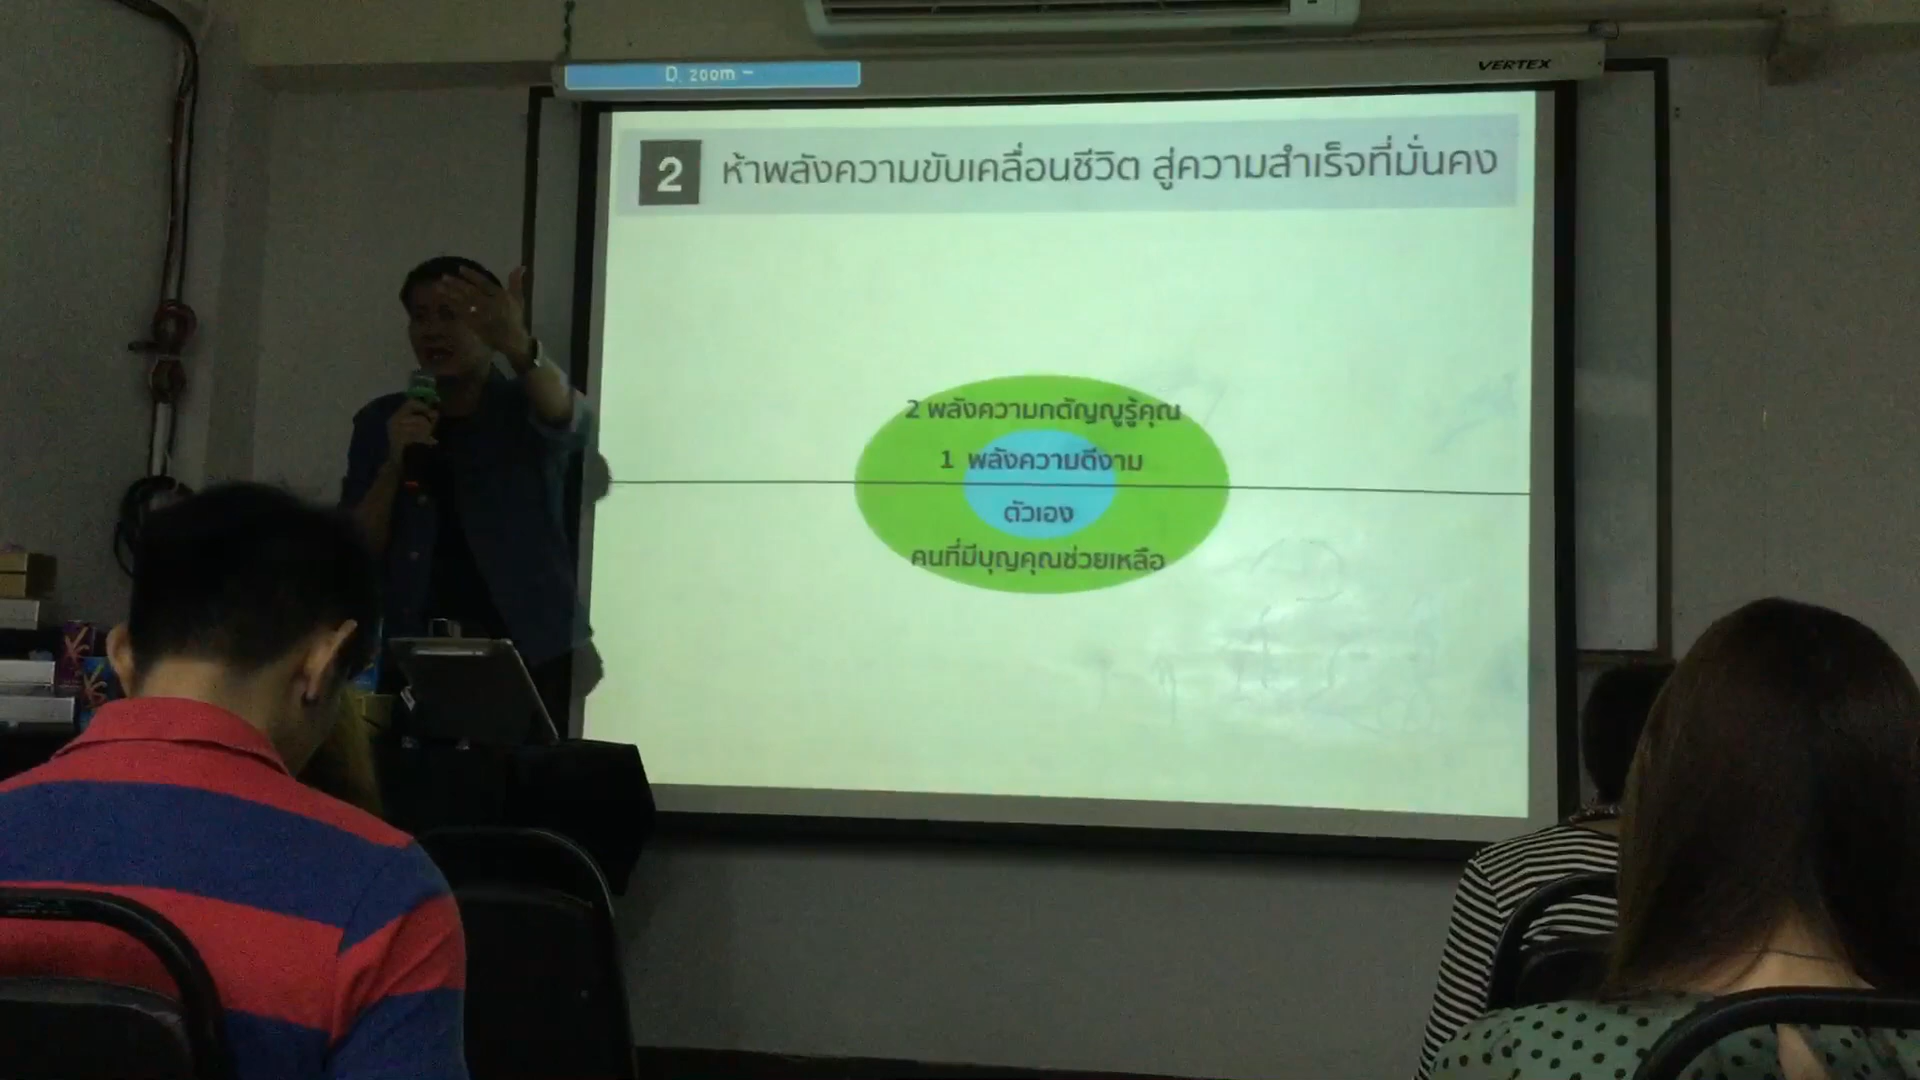 D. zoom -
VERTEX
2 ห้าพลังความขับเคลื่อนชีวิต สู่ความสำเร็จที่มั่นคง
2 พลังความกตัญญูรู้คุณ
1 พลังความดีงาม
ตัวเอง
คนที่มีบุญคุณช่วยเหลือ